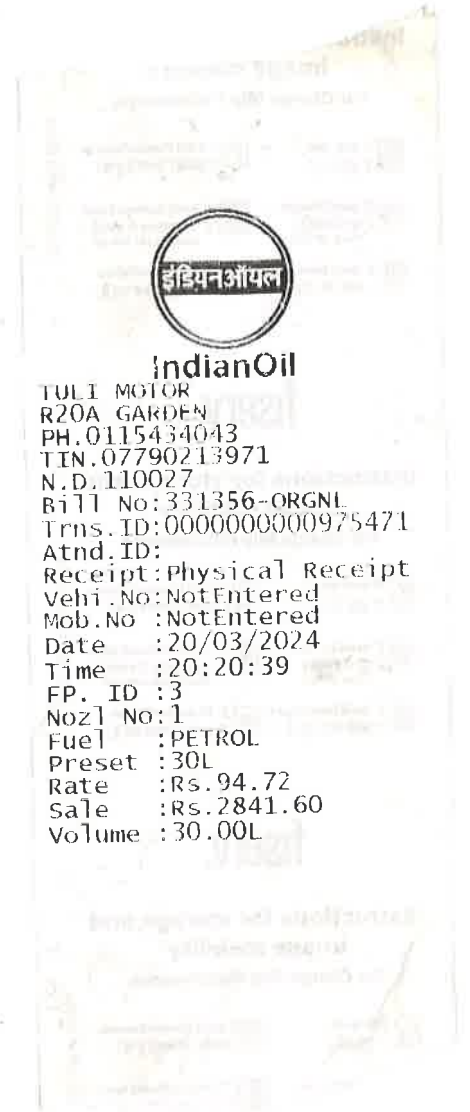 इंडियनऑयल
IndianOil
TULI MOTOR
R20A GARDEN
PH.0115434043
TIN.07790213971
N.D.110027
Bill No:331356-ORGNL
Trns.ID:0000000000975471
Atnd.ID:
Receipt:Physical Receipt
Vehi.No:NotEntered
Mob.No :NotEntered
Date :20/03/2024
Time :20:20:39
FP. ID :3
Nozl No:1
Fuel :PETROL
Preset :30L
Rate :Rs.94.72
Sale :Rs.2841.60
Volume :30.00L